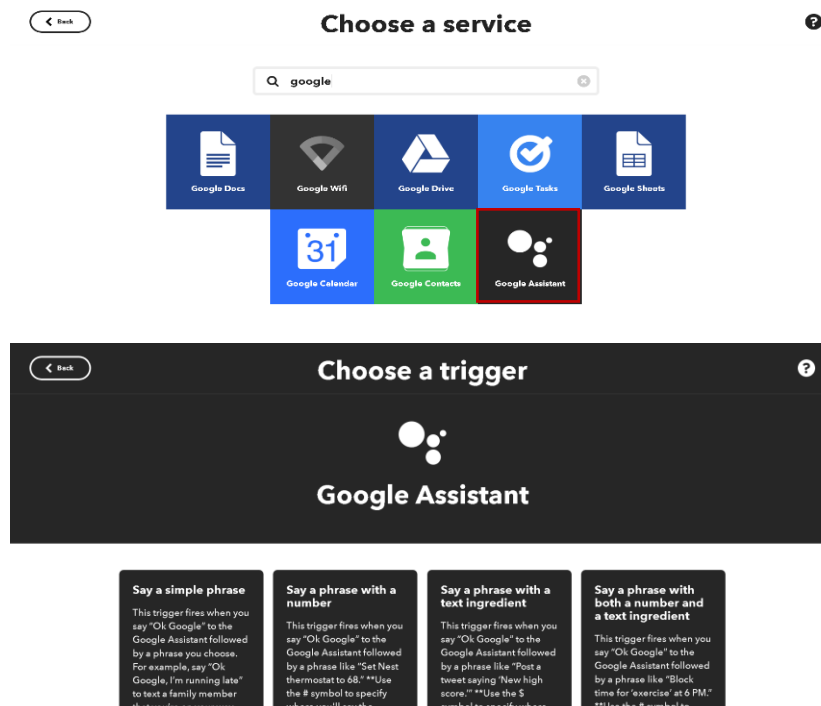 Back
Choose a service
?
google
Google Docs
Google Wifi
Google Drive
Google Tasks
Google Sheets
31
Google Calendar
Google Contacts
Google Assistant
Back
Choose a trigger
?
Google Assistant
Say a simple phrase
This trigger fires when you
say “Ok Google” to the
Google Assistant followed
by a phrase you choose.
For example, say “Ok
Google, I'm running late”
to text a family member
Say a phrase with a
number
This trigger fires when you
say “Ok Google” to the
Google Assistant followed
by a phrase like “Set Nest
thermostat to 68.” **Use
the # symbol to specify
Say a phrase with a
text ingredient
This trigger fires when you
say “Ok Google” to the
Google Assistant followed
by a phrase like “Post a
tweet saying ‘New high
score.’” **Use the $
Say a phrase with
both a number and
a text ingredient
This trigger fires when you
say “Ok Google” to the
Google Assistant followed
by a phrase like “Block
time for ‘exercise’ at 6 PM.”